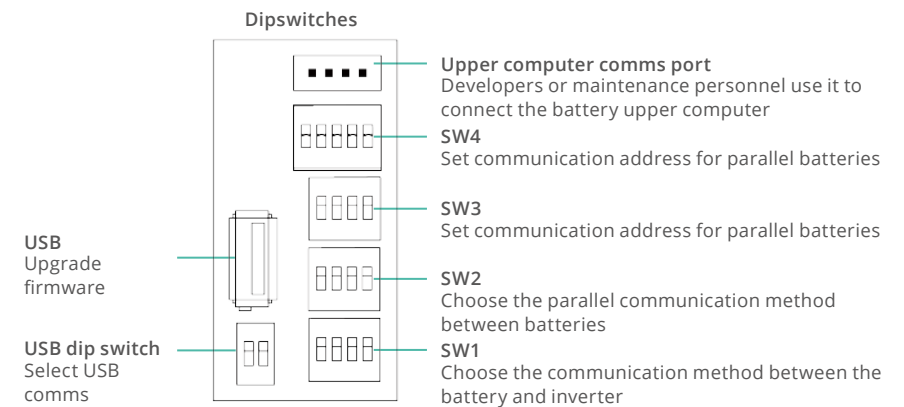 Dipswitches
Upper computer comms port
Developers or maintenance personnel use it to
connect the battery upper computer
SW4
Set communication address for parallel batteries
SW3
Set communication address for parallel batteries
USB
Upgrade
firmware
SW2
Choose the parallel communication method
between batteries
USB dip switch
Select USB
comms
SW1
Choose the communication method between the
battery and inverter